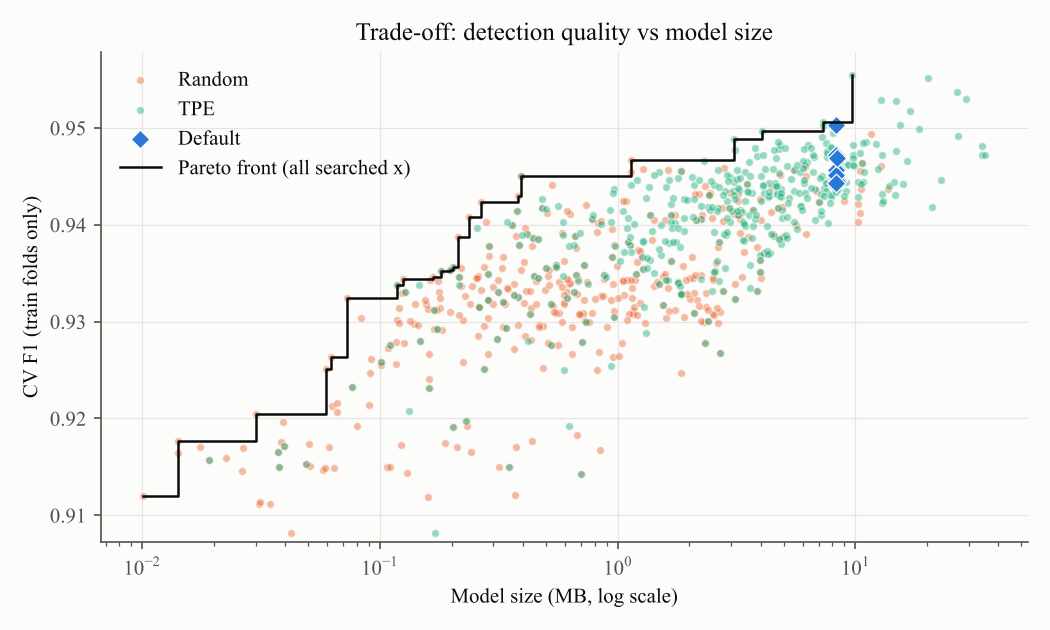 Trade-off: detection quality vs model size
Random
TPE
Default
Pareto front (all searched x)
CV F1 (train folds only)
0.95
0.94
0.93
0.92
0.91
10⁻² 10⁻¹ 10⁰ 10¹
Model size (MB, log scale)